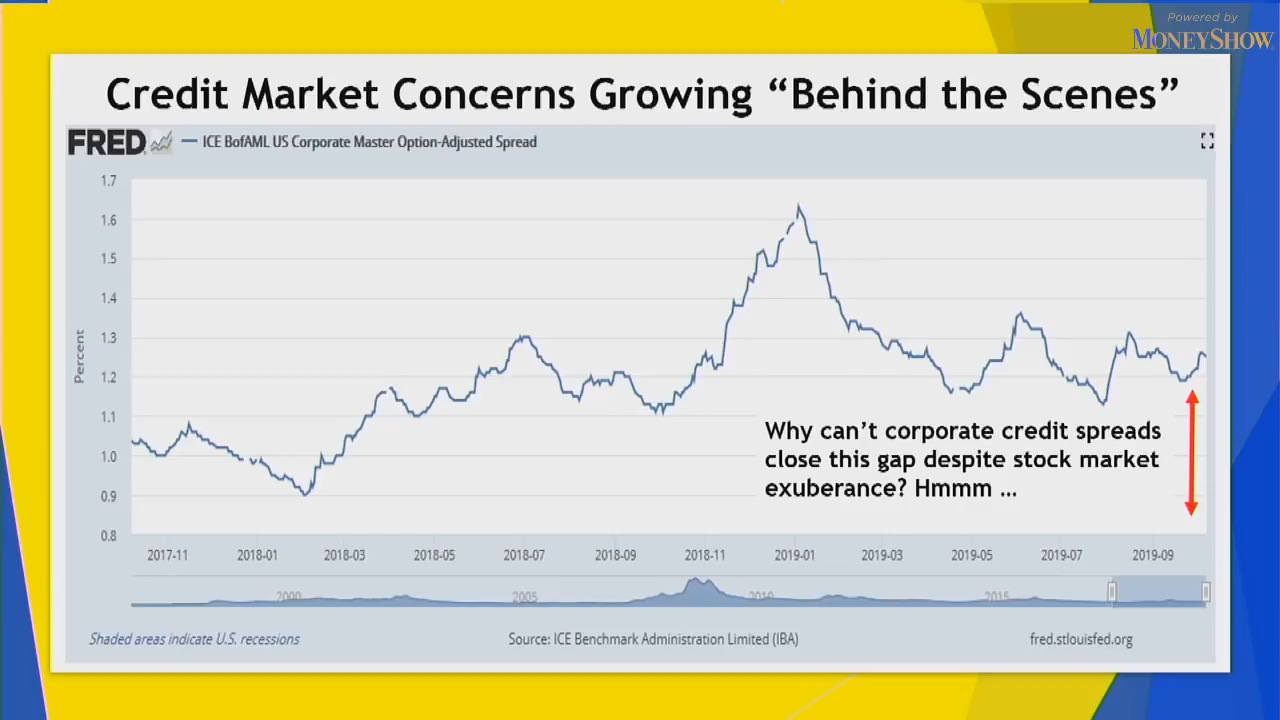 Powered by
MONEYSHOW
Credit Market Concerns Growing “Behind the Scenes”
FRED
ICE BofAML US Corporate Master Option-Adjusted Spread
1.7
1.6
1.5
1.4
1.3
1.2
1.1
1.0
0.9
0.8
Percent
Why can’t corporate credit spreads
close this gap despite stock market
exuberance? Hmmm …
2017-11 2018-01 2018-03 2018-05 2018-07 2018-09 2018-11 2019-01 2019-03 2019-05 2019-07 2019-09
2000 2005 2010 2015
Shaded areas indicate U.S. recessions
Source: ICE Benchmark Administration Limited (IBA)
fred.stlouisfed.org